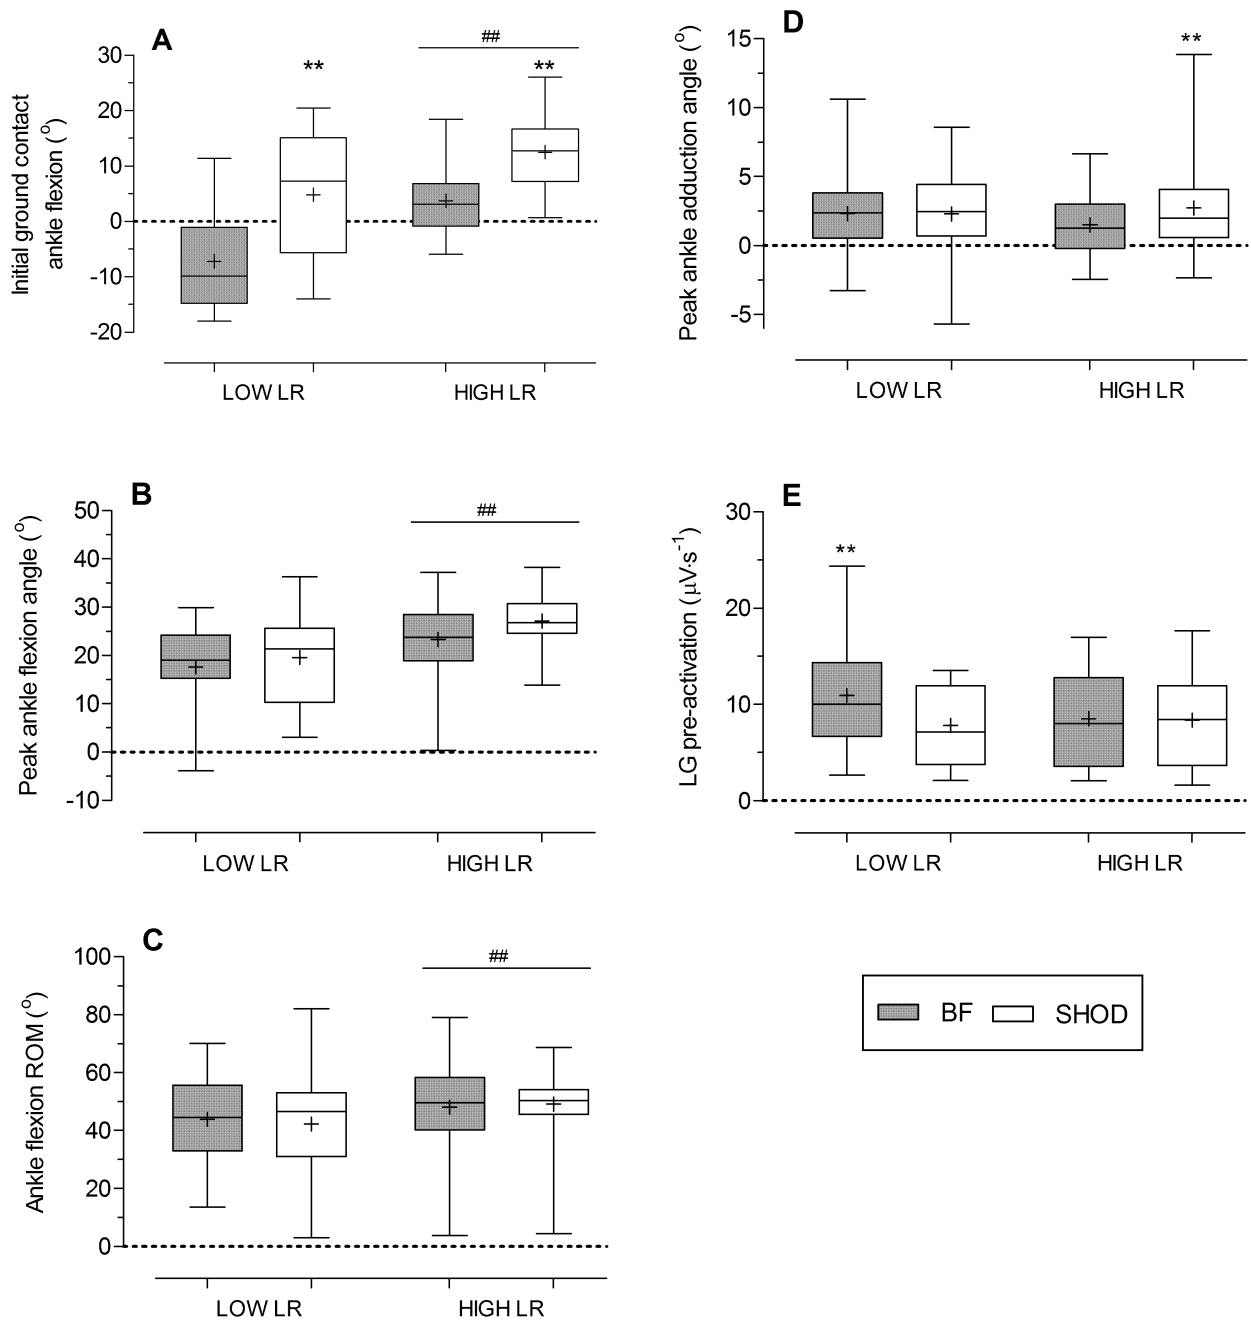 A
##
** **
Initial ground contact
ankle flexion (°)
30
20
10
0
-10
-20
LOW LR HIGH LR
D
**
Peak ankle adduction angle (°)
15
10
5
0
-5
LOW LR HIGH LR
B
##
Peak ankle flexion angle (°)
50
40
30
20
10
0
-10
LOW LR HIGH LR
E
**
LG pre-activation (μV·s⁻¹)
30
20
10
0
LOW LR HIGH LR
C
##
Ankle flexion ROM (°)
100
80
60
40
20
0
LOW LR HIGH LR
BF SHOD